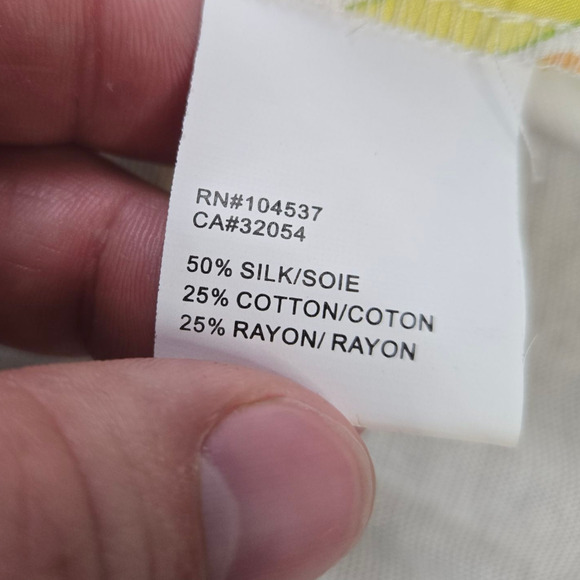 RN#104537
CA#32054
50% SILK/SOIE
25% COTTON/COTON
25% RAYON/ RAYON